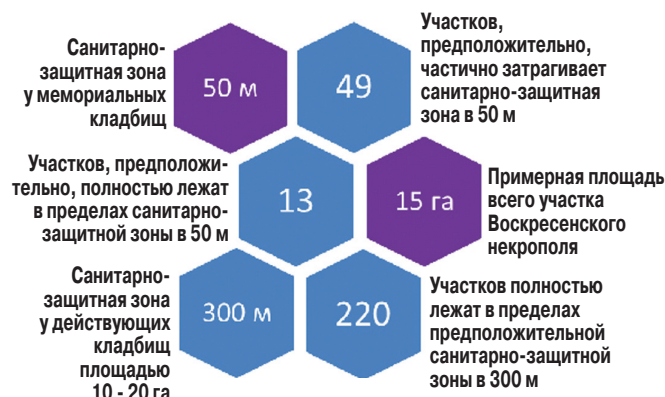 Санитарно-
защитная зона
у мемориальных
кладбищ
50 м
49
Участков,
предположительно,
частично затрагивает
санитарно-защитная
зона в 50 м
Участков, предположи-
тельно, полностью лежат
в пределах санитарно-
защитной зоны в 50 м
13
15 га
Примерная площадь
всего участка
Воскресенского
некрополя
Санитарно-
защитная зона
у действующих
кладбищ
площадью
10 - 20 га
300 м
220
Участков полностью
лежат в пределах
предположительной
санитарно-защитной
зоны в 300 м